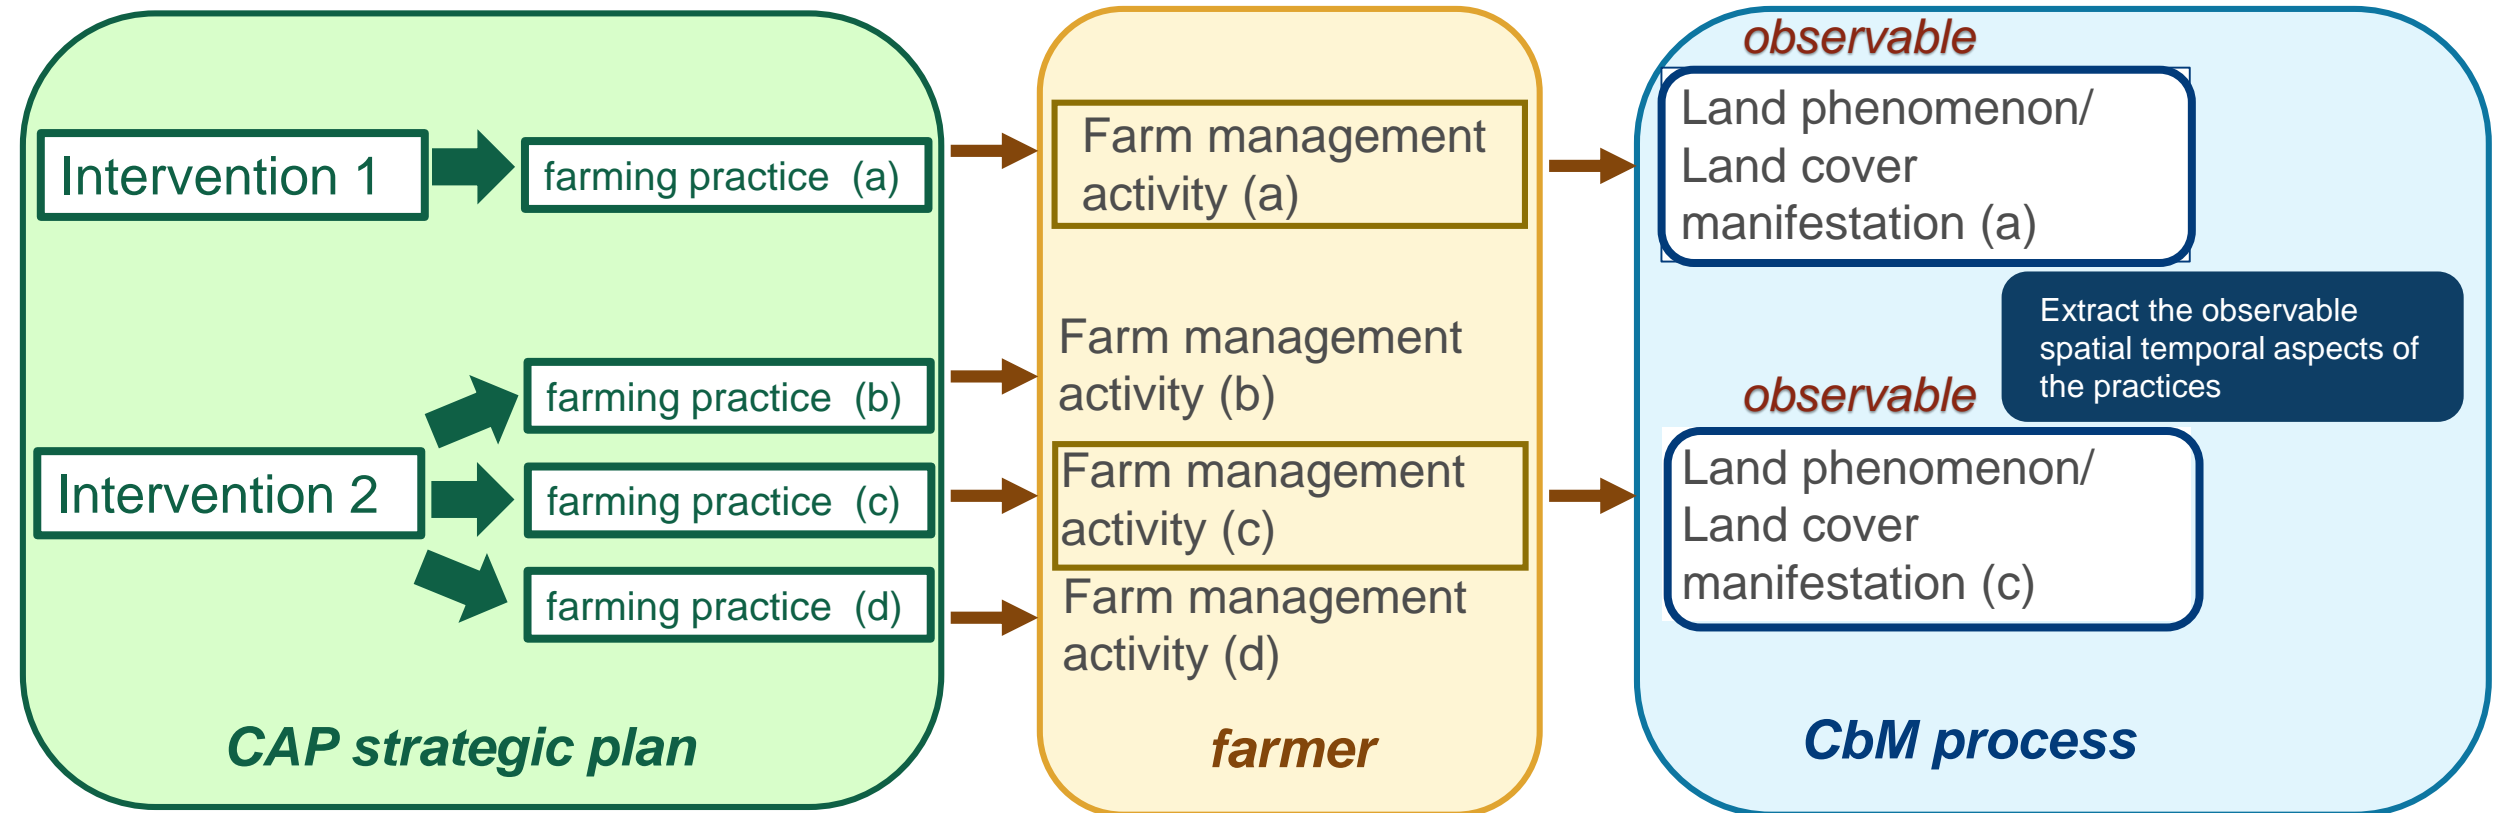 Intervention 1
farming practice (a)
Intervention 2
farming practice (b)
farming practice (c)
farming practice (d)
CAP strategic plan
Farm management
activity (a)
Farm management
activity (b)
Farm management
activity (c)
Farm management
activity (d)
farmer
observable
Land phenomenon/
Land cover
manifestation (a)
Extract the observable
spatial temporal aspects of
the practices
observable
Land phenomenon/
Land cover
manifestation (c)
CbM process